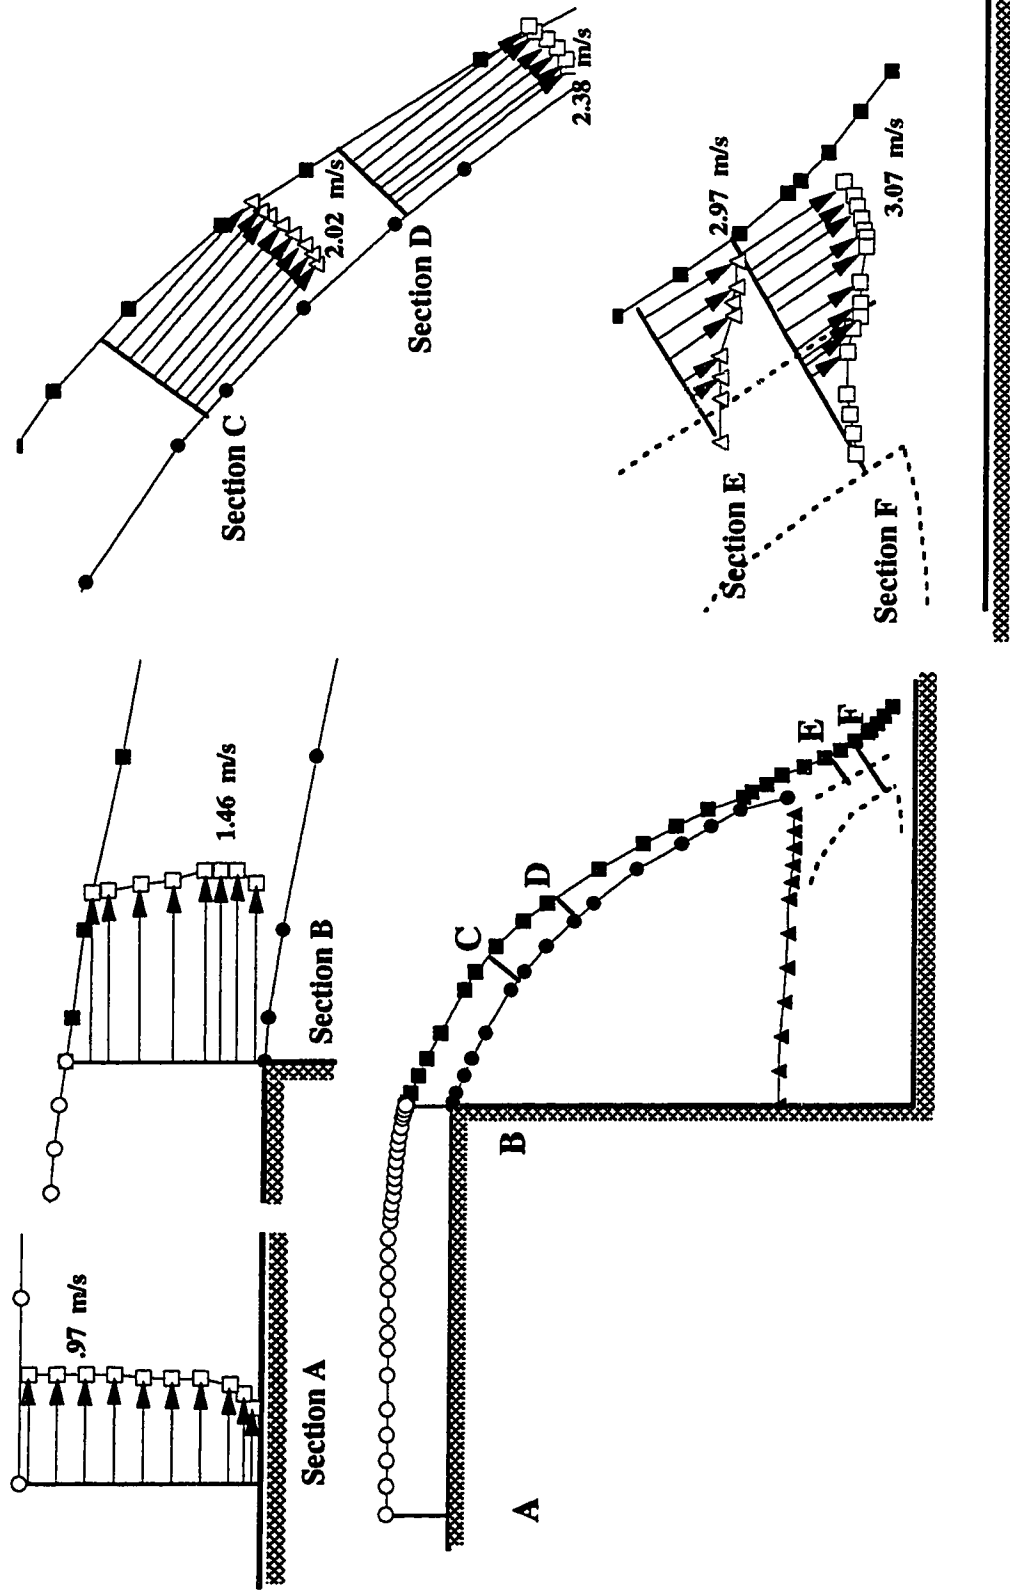 .97 m/s
Section A
1.46 m/s
Section B
2.02 m/s
Section C
2.38 m/s
Section D
2.97 m/s
Section E
3.07 m/s
Section F
A
B
C
D
E
F